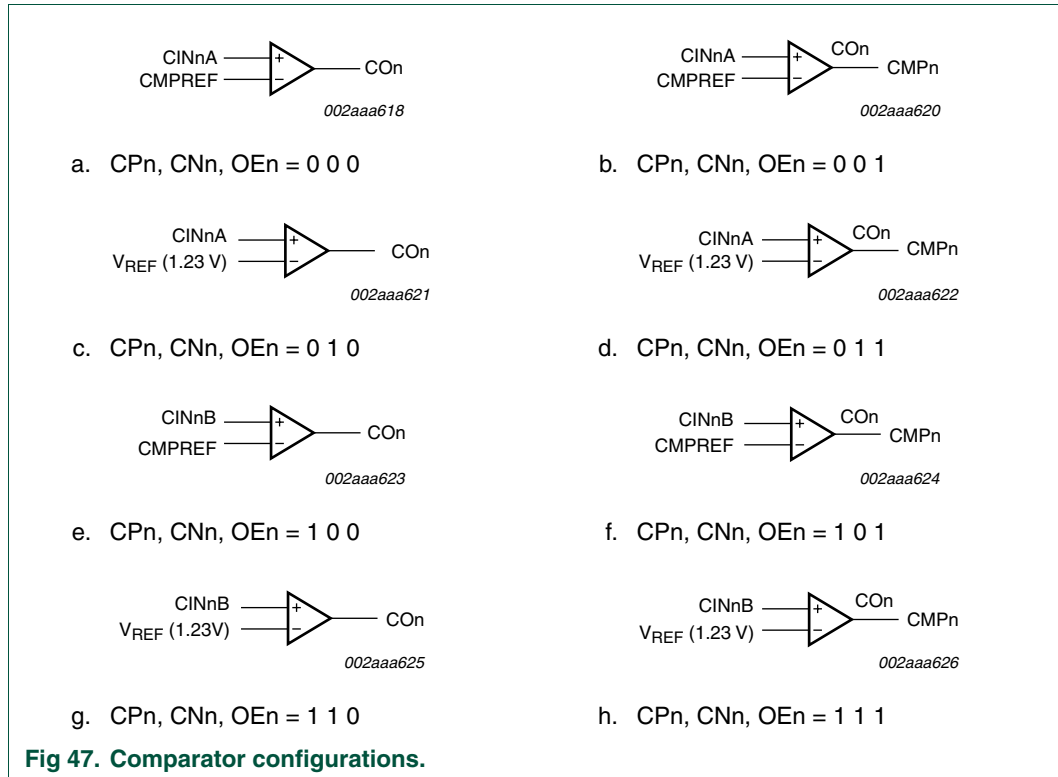 CINnA
CMPREF
+
−
COn
002aaa618
a. CPn, CNn, OEn = 0 0 0
CINnA
CMPREF
+
−
COn
CMPn
002aaa620
b. CPn, CNn, OEn = 0 0 1
CINnA
VREF (1.23 V)
+
−
COn
002aaa621
c. CPn, CNn, OEn = 0 1 0
CINnA
VREF (1.23 V)
+
−
COn
CMPn
002aaa622
d. CPn, CNn, OEn = 0 1 1
CINnB
CMPREF
+
−
COn
002aaa623
e. CPn, CNn, OEn = 1 0 0
CINnB
CMPREF
+
−
COn
CMPn
002aaa624
f. CPn, CNn, OEn = 1 0 1
CINnB
VREF (1.23V)
+
−
COn
002aaa625
g. CPn, CNn, OEn = 1 1 0
CINnB
VREF (1.23 V)
+
−
COn
CMPn
002aaa626
h. CPn, CNn, OEn = 1 1 1
Fig 47. Comparator configurations.